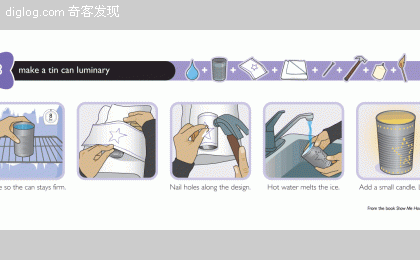 diglog.com 奇客发现
make a tin can luminary
8
e so the can stays firm.
Nail holes along the design.
Hot water melts the ice.
Add a small candle.
From the book Show Me How